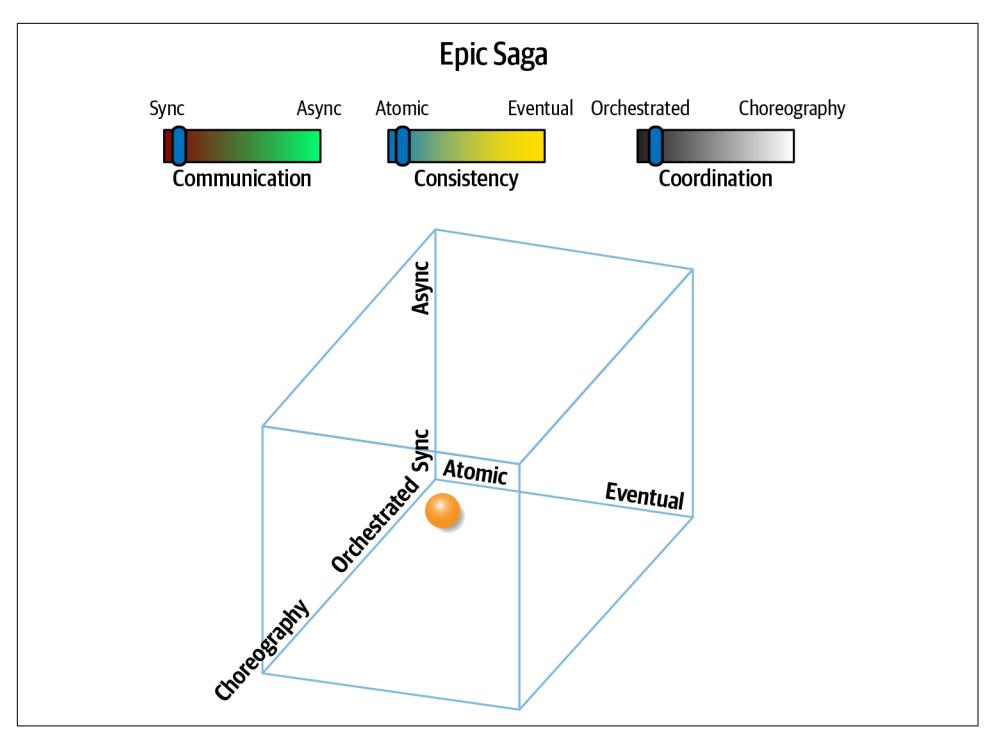 Epic Saga
Sync Async Atomic Eventual Orchestrated Choreography
Communication Consistency Coordination
Async
Sync
Atomic
Eventual
Orchestrated
Choreography